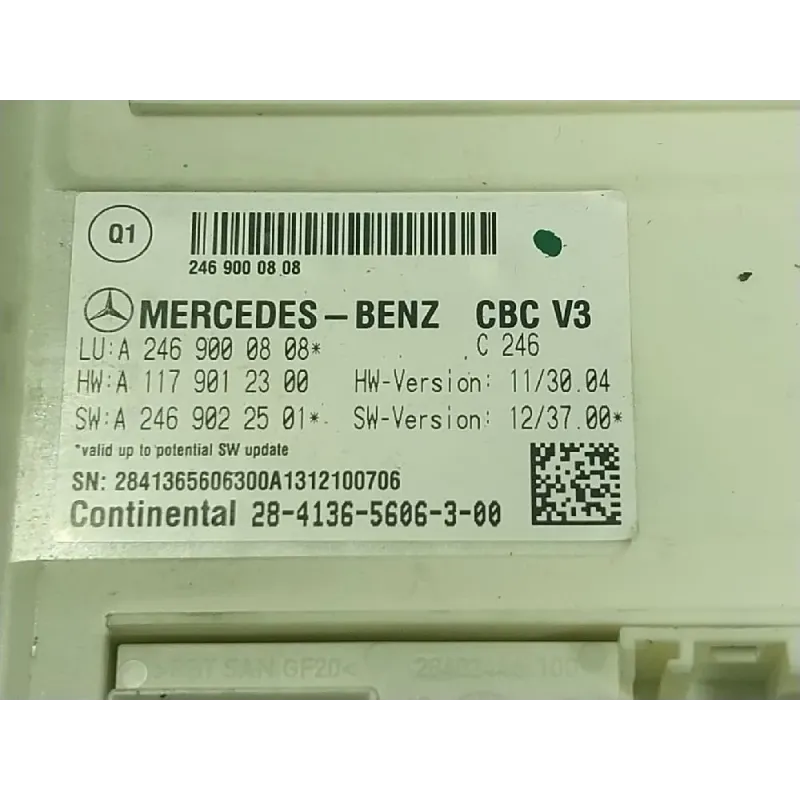 Q1
246 900 08 08
MERCEDES-BENZ CBC V3
LU:A 246 900 08 08* C 246
HW:A 117 901 23 00 HW-Version: 11/30.04
SW:A 246 902 25 01* SW-Version: 12/37.00*
*valid up to potential SW update
SN: 2841365606300A1312100706
Continental 28-4136-5606-3-00
GF20<